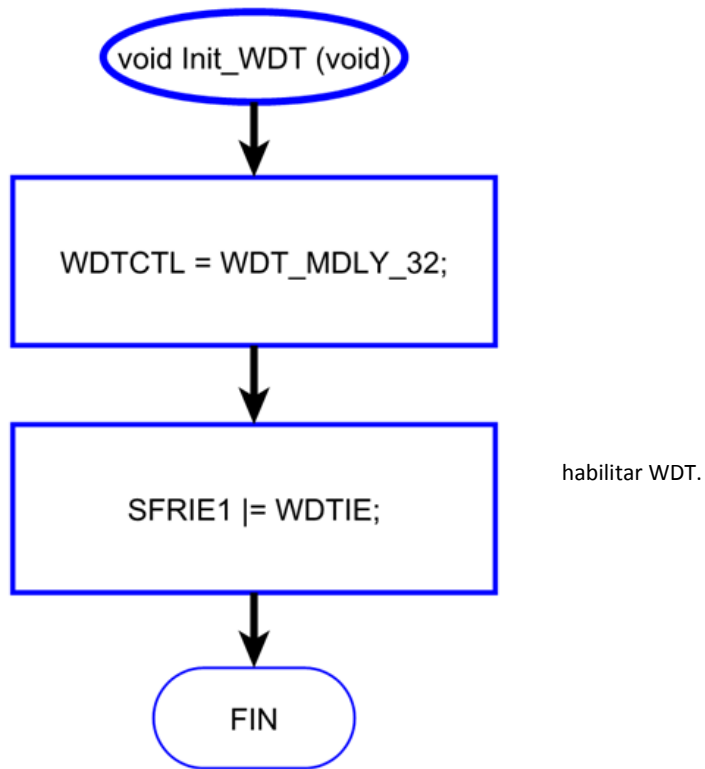 void Init_WDT (void)
WDTCTL = WDT_MDLY_32;
SFRIE1 |= WDTIE;
habilitar WDT.
FIN